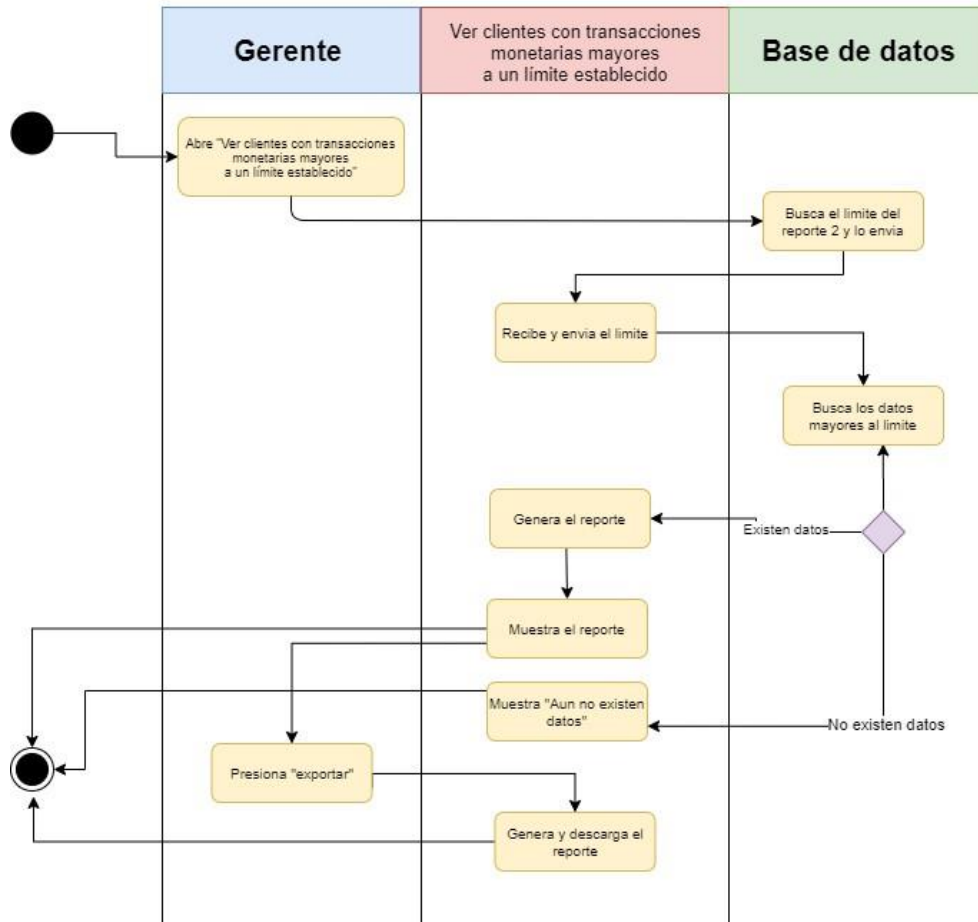 Gerente
Ver clientes con transacciones
monetarias mayores
a un límite establecido
Base de datos
Abre "Ver clientes con transacciones
monetarias mayores
a un límite establecido"
Busca el limite del
reporte 2 y lo envia
Recibe y envia el limite
Busca los datos
mayores al limite
Genera el reporte
Existen datos
Muestra el reporte
Muestra "Aun no existen
datos"
No existen datos
Presiona "exportar"
Genera y descarga el
reporte